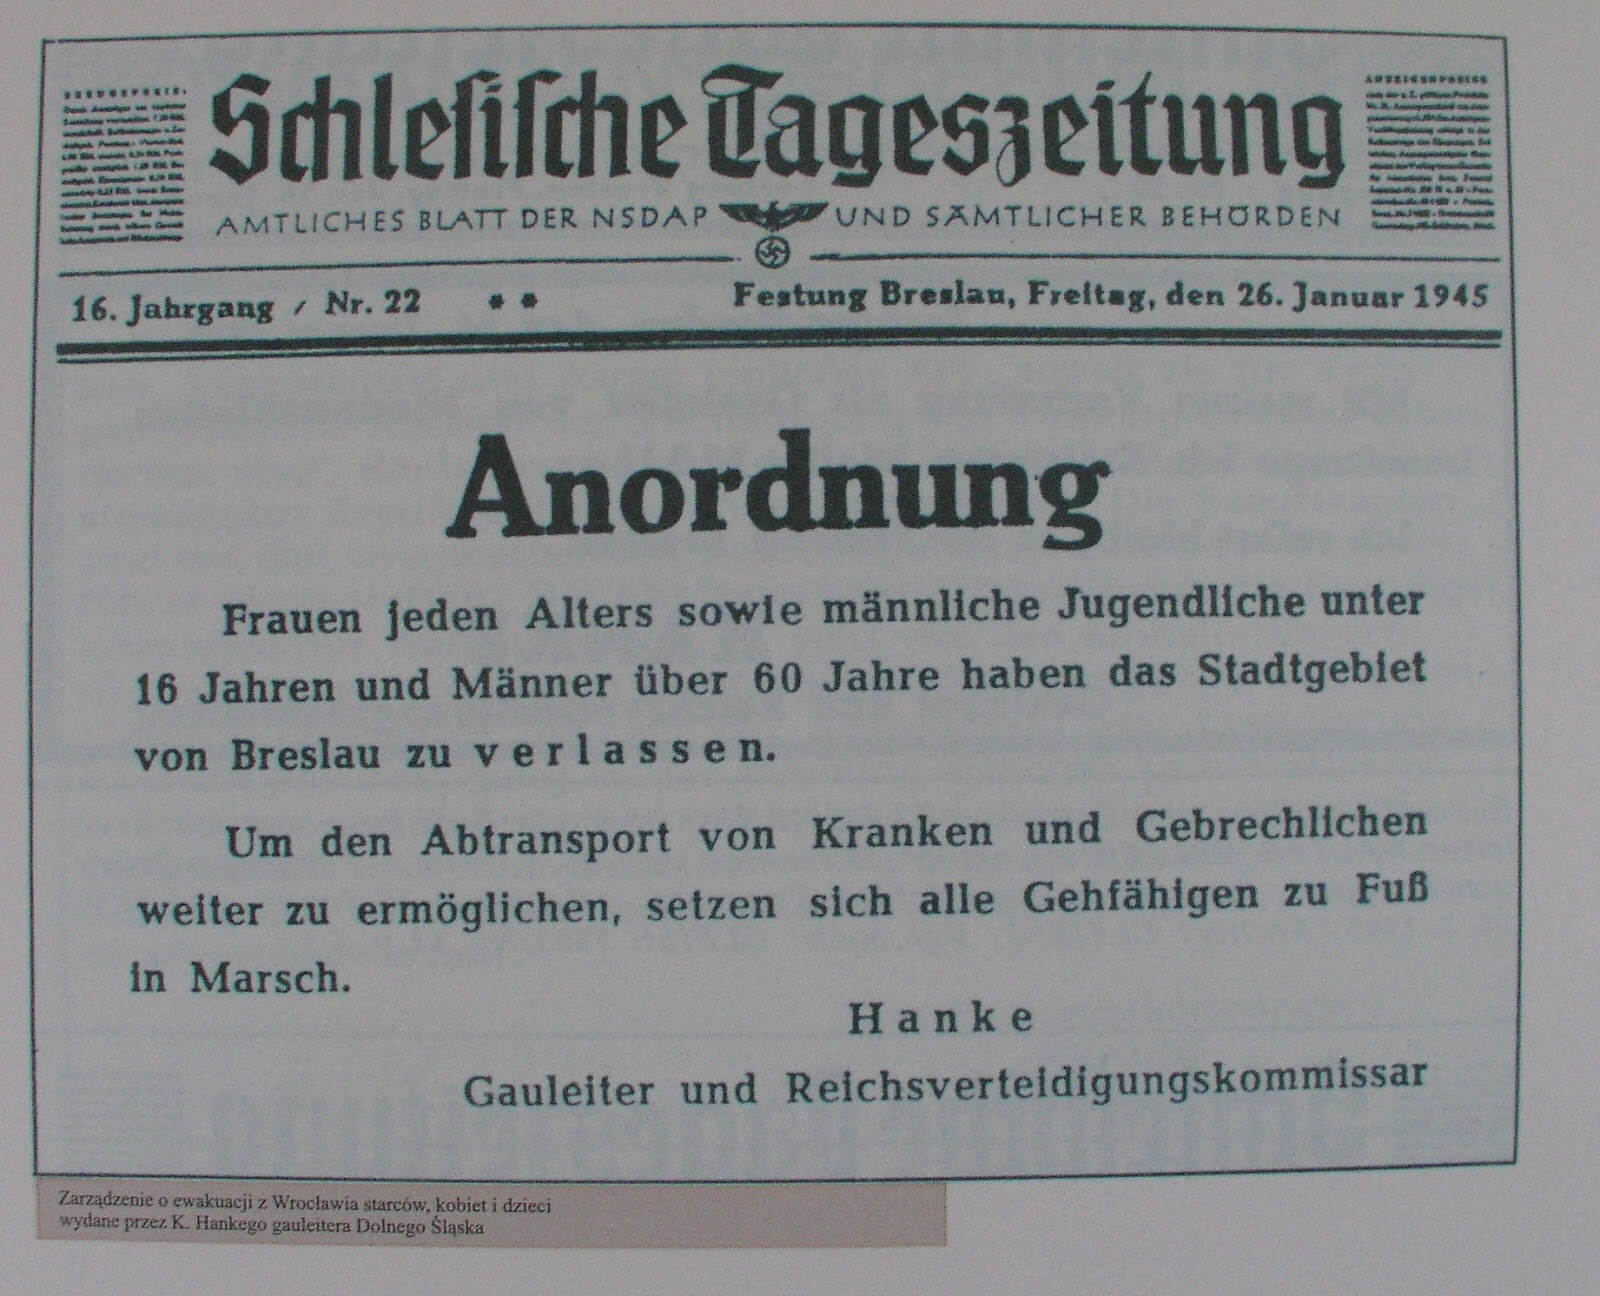 Schlesische Tageszeitung
AMTLICHES BLATT DER NSDAP UND SÄMTLICHER BEHÖRDEN
16. Jahrgang / Nr. 22 * * Festung Breslau, Freitag, den 26. Januar 1945
Anordnung
Frauen jeden Alters sowie männliche Jugendliche unter
16 Jahren und Männer über 60 Jahre haben das Stadtgebiet
von Breslau zu verlassen.
Um den Abtransport von Kranken und Gebrechlichen
weiter zu ermöglichen, setzen sich alle Gehfähigen zu Fuß
in Marsch.
Hanke
Gauleiter und Reichsverteidigungskommissar
Zarządzenie o ewakuacji z Wrocławia starców, kobiet i dzieci
wydane przez K. Hankego gauleitera Dolnego Śląska